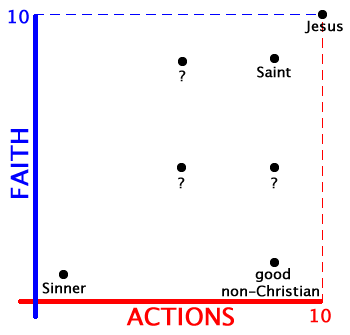 10
Jesus
?
Saint
FAITH
?
?
Sinner
good
non-Christian
ACTIONS
10